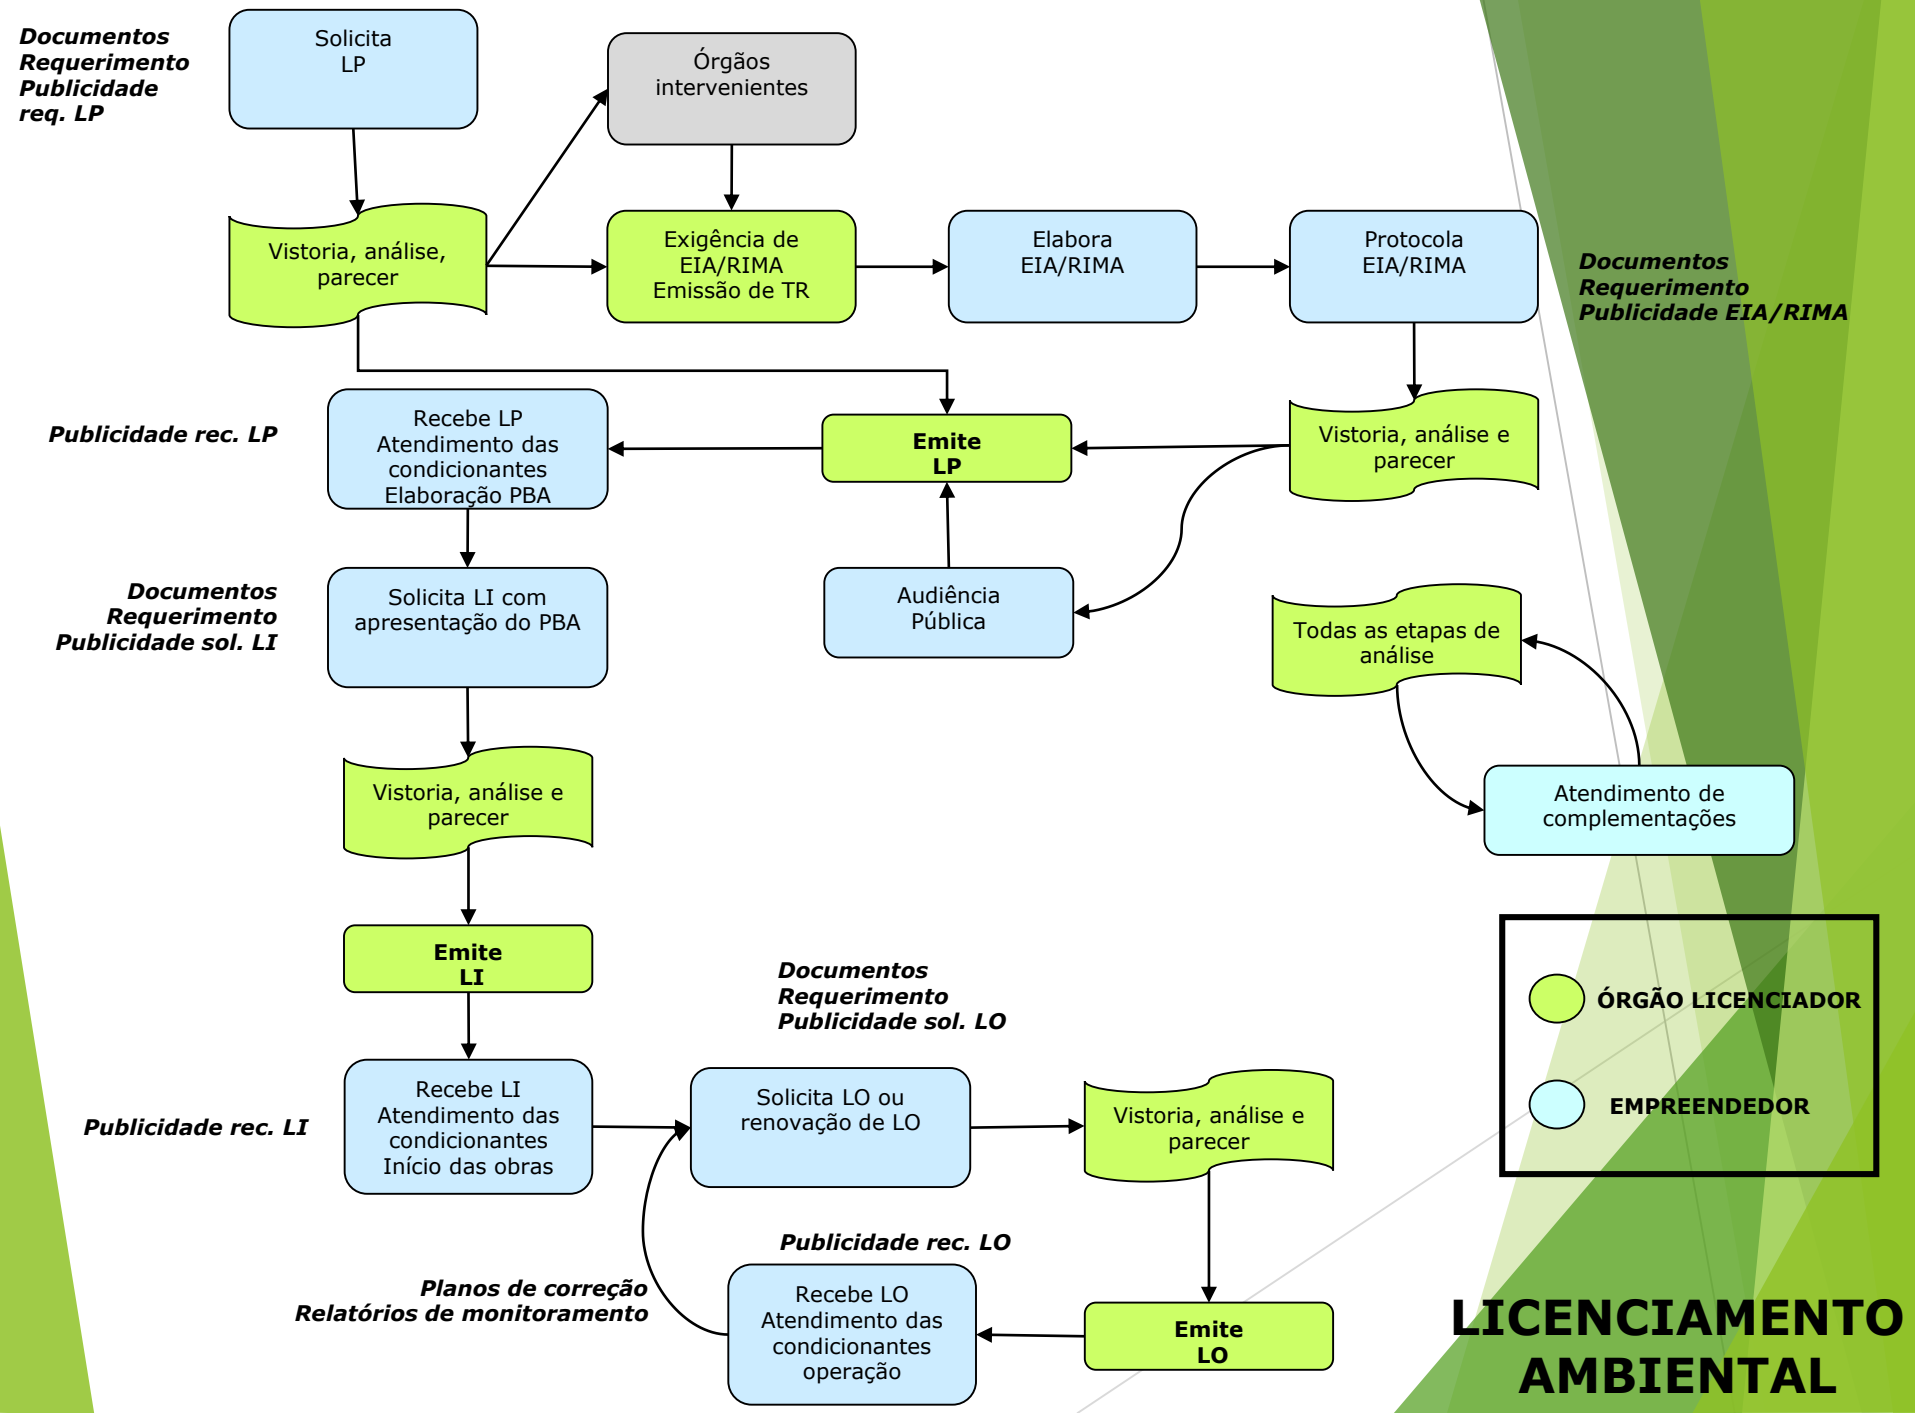 Documentos
Requerimento
Publicidade
req. LP
Solicita
LP
Órgãos
intervenientes
Vistoria, análise,
parecer
Exigência de
EIA/RIMA
Emissão de TR
Elabora
EIA/RIMA
Protocola
EIA/RIMA
Documentos
Requerimento
Publicidade EIA/RIMA
Publicidade rec. LP
Recebe LP
Atendimento das
condicionantes
Elaboração PBA
Emite
LP
Vistoria, análise e
parecer
Documentos
Requerimento
Publicidade sol. LI
Solicita LI com
apresentação do PBA
Audiência
Pública
Todas as etapas de
análise
Vistoria, análise e
parecer
Atendimento de
complementações
Emite
LI
Documentos
Requerimento
Publicidade sol. LO
ÓRGÃO LICENCIADOR
EMPREENDEDOR
Publicidade rec. LI
Recebe LI
Atendimento das
condicionantes
Início das obras
Solicita LO ou
renovação de LO
Vistoria, análise e
parecer
Publicidade rec. LO
Planos de correção
Relatórios de monitoramento
Recebe LO
Atendimento das
condicionantes
operação
Emite
LO
LICENCIAMENTO
AMBIENTAL